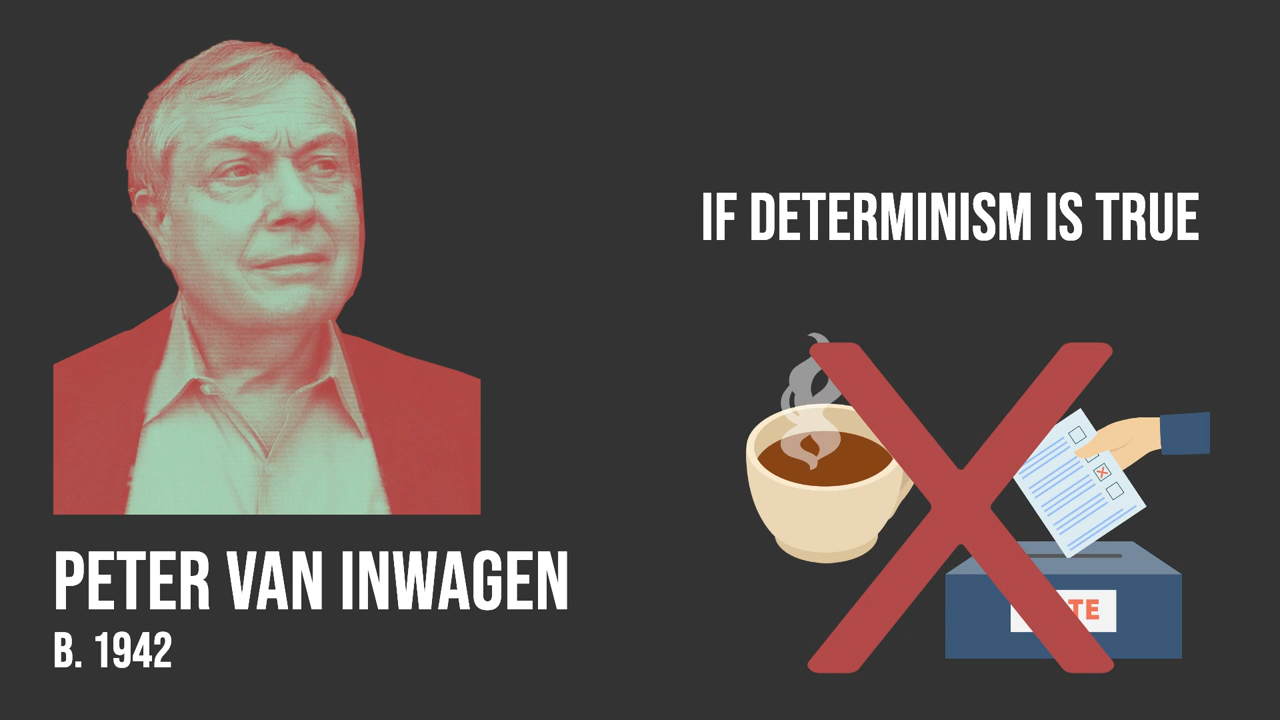 IF DETERMINISM IS TRUE
PETER VAN INWAGEN
B. 1942